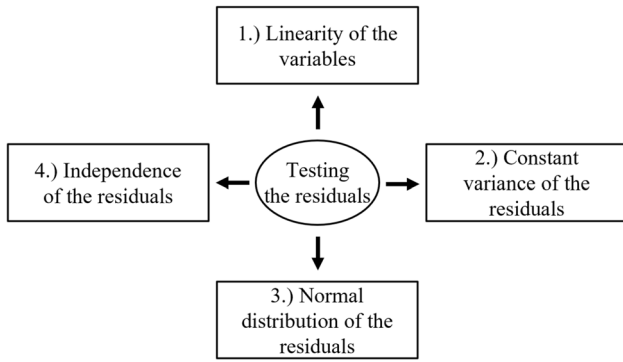 1.) Linearity of the
variables
4.) Independence
of the residuals
Testing
the residuals
2.) Constant
variance of the
residuals
3.) Normal
distribution of the
residuals